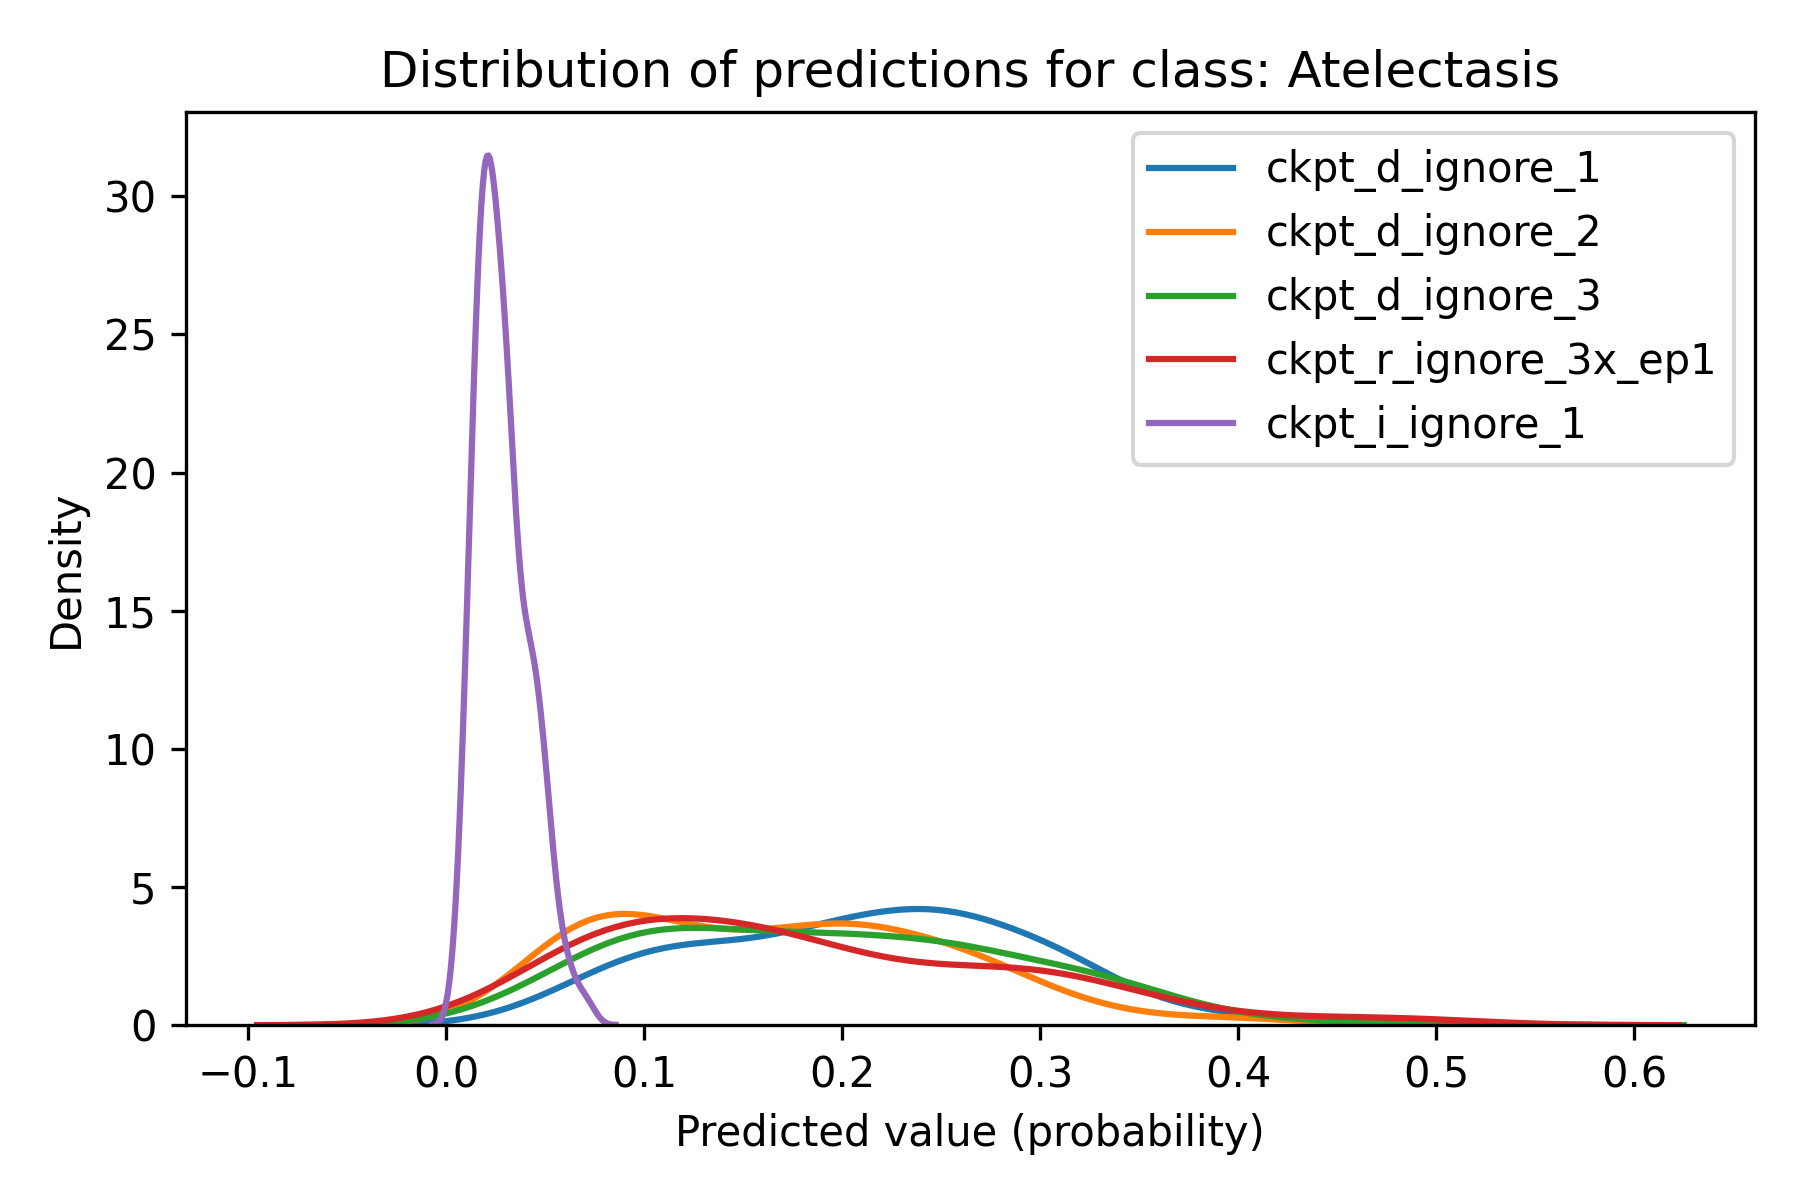 Distribution of predictions for class: Atelectasis
ckpt_d_ignore_1
ckpt_d_ignore_2
ckpt_d_ignore_3
ckpt_r_ignore_3x_ep1
ckpt_i_ignore_1
Density
30
25
20
15
10
5
0
−0.1 0.0 0.1 0.2 0.3 0.4 0.5 0.6
Predicted value (probability)